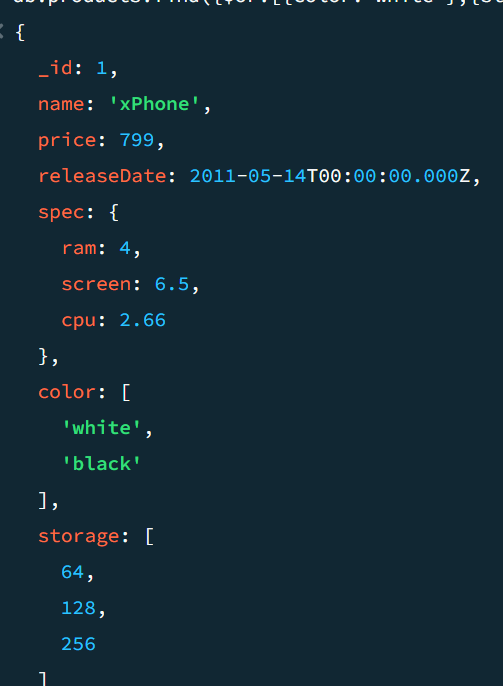 {
_id: 1,
name: 'xPhone',
price: 799,
releaseDate: 2011-05-14T00:00:00.000Z,
spec: {
ram: 4,
screen: 6.5,
cpu: 2.66
},
color: [
'white',
'black'
],
storage: [
64,
128,
256
]